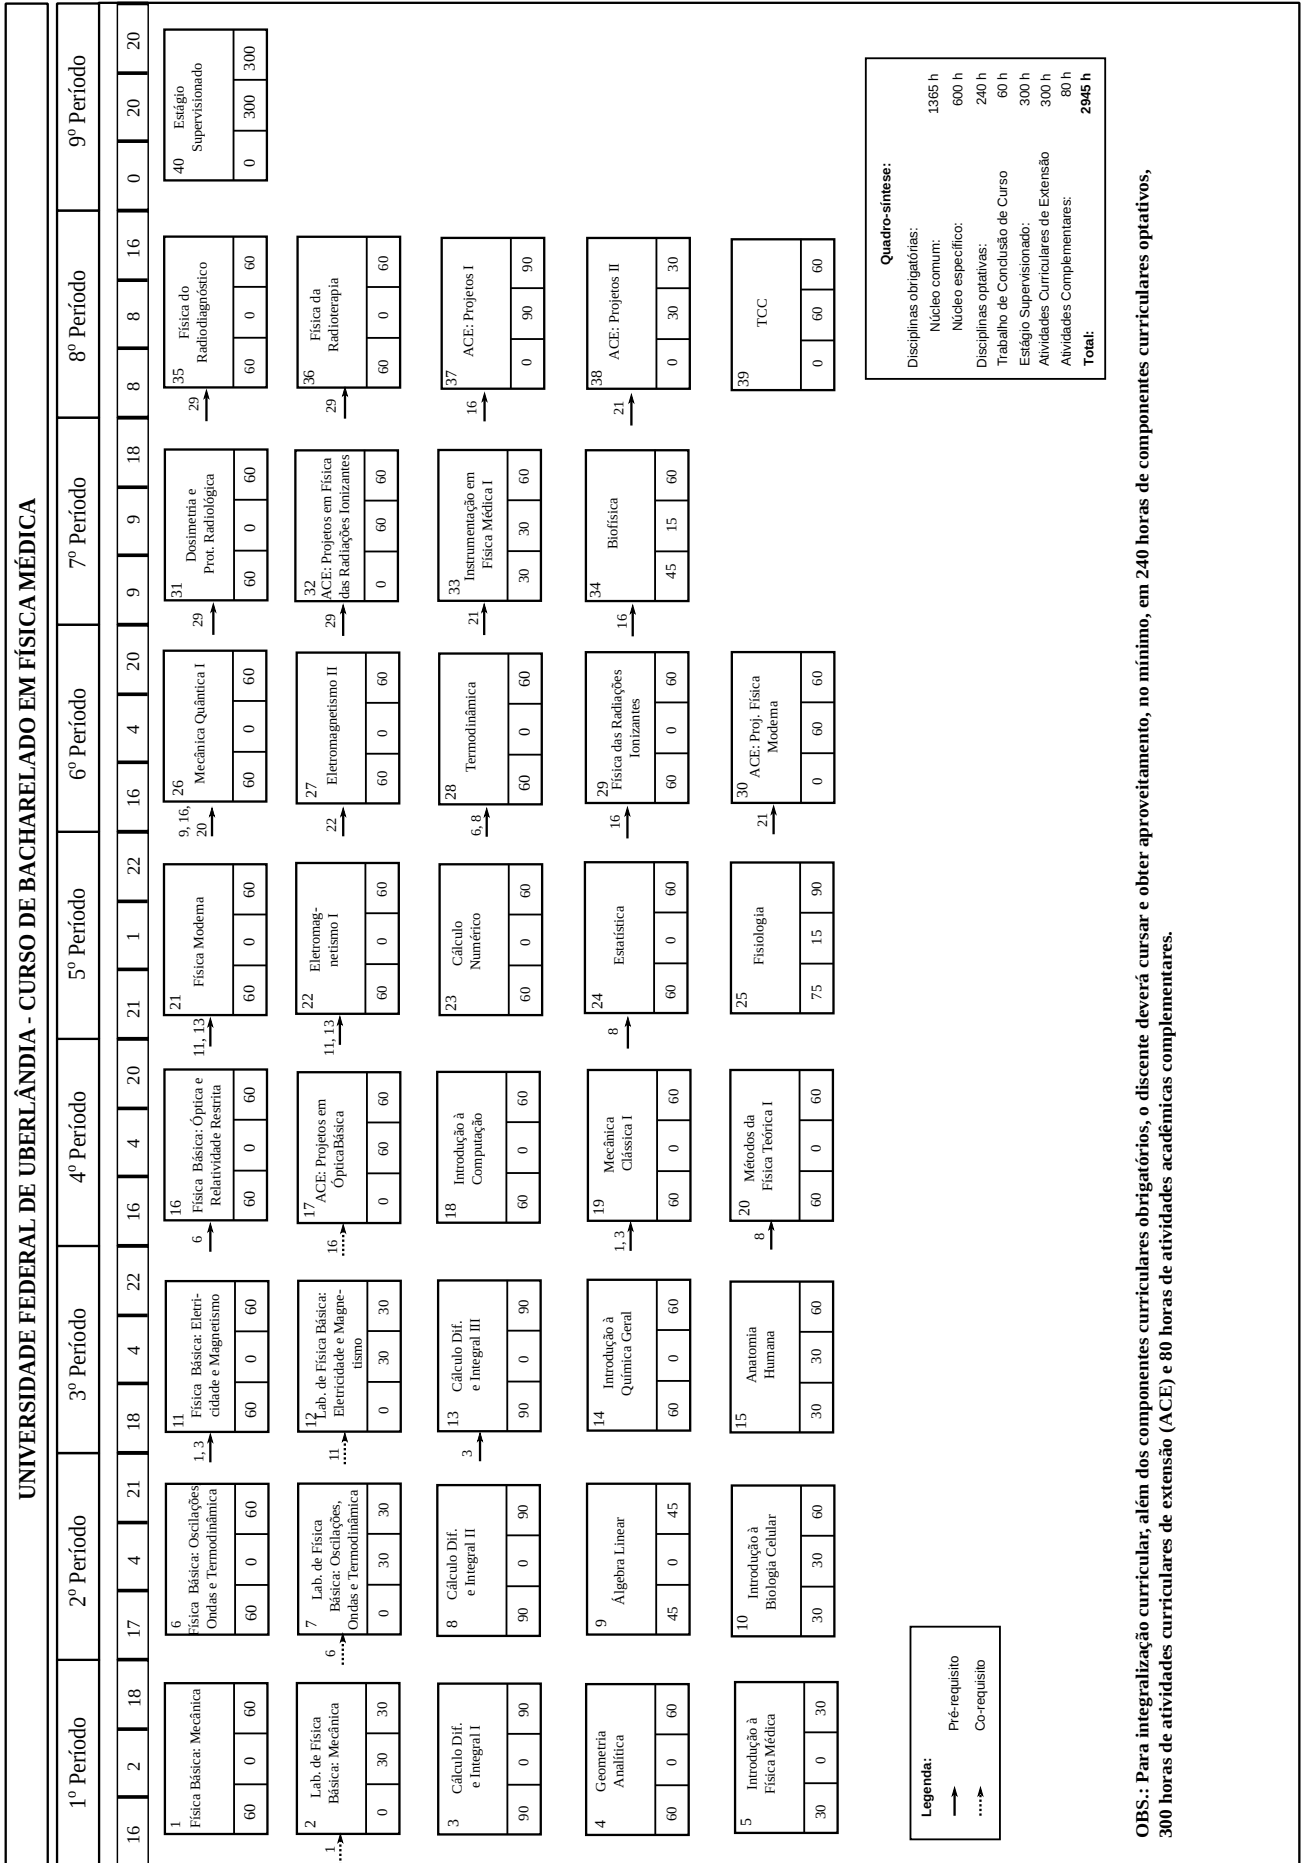 UNIVERSIDADE FEDERAL DE UBERLÂNDIA - CURSO DE BACHARELADO EM FÍSICA MÉDICA
1º Período
2º Período
3º Período
4º Período
5º Período
6º Período
7º Período
8º Período
9º Período
16 2 18
17 4 21
18 4 22
16 4 20
21 1 22
16 4 20
9 9 18
8 8 16
0 20 20
1
Física Básica: Mecânica
60 0 60
1
2
Lab. de Física
Básica: Mecânica
0 30 30
3
Cálculo Dif.
e Integral I
90 0 90
4
Geometria
Analítica
60 0 60
5
Introdução à
Física Médica
30 0 30
6
Física Básica: Oscilações
Ondas e Termodinâmica
60 0 60
6
7
Lab. de Física
Básica: Oscilações,
Ondas e Termodinâmica
0 30 30
8
Cálculo Dif.
e Integral II
90 0 90
9
Álgebra Linear
45 0 45
10
Introdução à
Biologia Celular
30 30 60
1, 3
11
Física Básica: Eletri-
cidade e Magnetismo
60 0 60
11
12
Lab. de Física Básica:
Eletricidade e Magne-
tismo
0 30 30
3
13
Cálculo Dif.
e Integral III
90 0 90
14
Introdução à
Química Geral
60 0 60
15
Anatomia
Humana
30 30 60
6
16
Física Básica: Óptica e
Relatividade Restrita
60 0 60
16
17
ACE: Projetos em
ÓpticaBásica
0 60 60
18
Introdução à
Computação
60 0 60
1, 3
19
Mecânica
Clássica I
60 0 60
8
20
Métodos da
Física Teórica I
60 0 60
11, 13
21
Física Moderna
60 0 60
11, 13
22
Eletromag-
netismo I
60 0 60
23
Cálculo
Numérico
60 0 60
8
24
Estatística
60 0 60
25
Fisiologia
75 15 90
9, 16,
20
26
Mecânica Quântica I
60 0 60
22
27
Eletromagnetismo II
60 0 60
6, 8
28
Termodinâmica
60 0 60
16
29
Física das Radiações
Ionizantes
60 0 60
21
30
ACE: Proj. Física
Moderna
0 60 60
29
31
Dosimetria e
Prot. Radiológica
60 0 60
29
32
ACE: Projetos em Física
das Radiações Ionizantes
0 60 60
21
33
Instrumentação em
Física Médica I
30 30 60
16
34
Biofísica
45 15 60
29
35
Física do
Radiodiagnóstico
60 0 60
29
36
Física da
Radioterapia
60 0 60
16
37
ACE: Projetos I
0 90 90
21
38
ACE: Projetos II
0 30 30
39
TCC
0 60 60
40
Estágio
Supervisionado
0 300 300
Legenda:
Pré-requisito
Co-requisito
Quadro-síntese:
Disciplinas obrigatórias:
Núcleo comum: 1365 h
Núcleo específico: 600 h
Disciplinas optativas: 240 h
Trabalho de Conclusão de Curso 60 h
Estágio Supervisionado: 300 h
Atividades Curriculares de Extensão 300 h
Atividades Complementares: 80 h
Total: 2945 h
OBS.: Para integralização curricular, além dos componentes curriculares obrigatórios, o discente deverá cursar e obter aproveitamento, no mínimo, em 240 horas de componentes curriculares optativos,
300 horas de atividades curriculares de extensão (ACE) e 80 horas de atividades acadêmicas complementares.